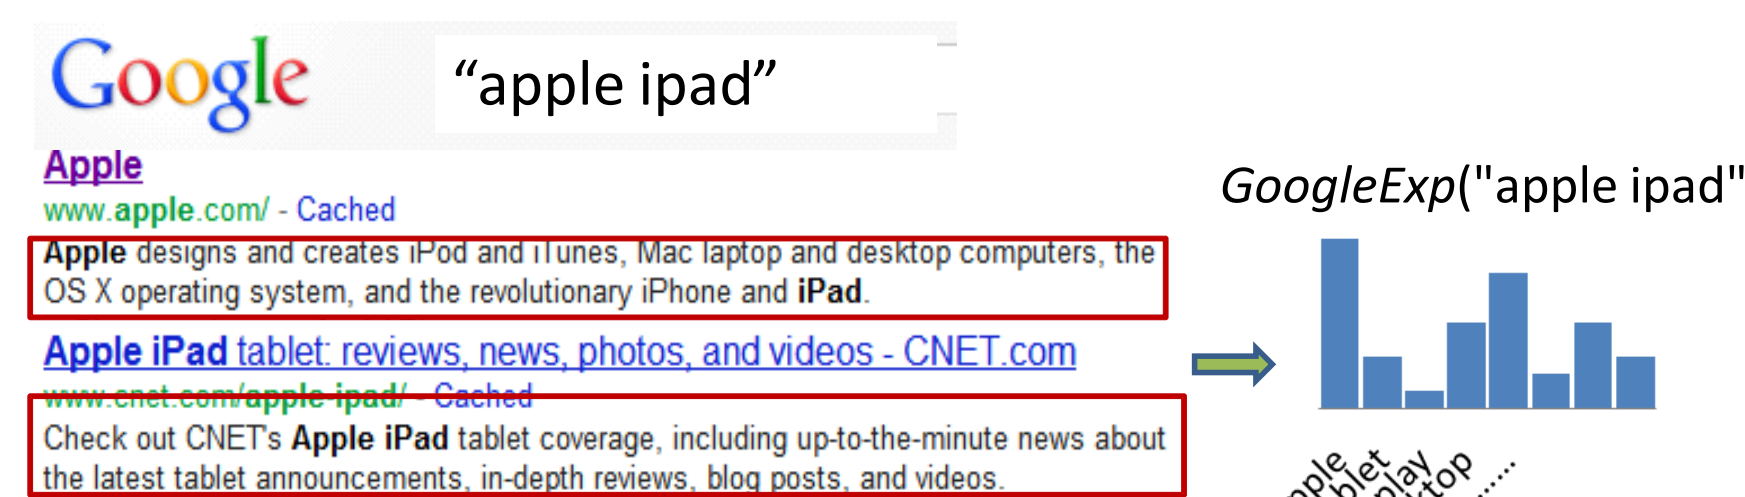 Google
“apple ipad”
Apple
www.apple.com/ - Cached
GoogleExp("apple ipad"
Apple designs and creates iPod and iTunes, Mac laptop and desktop computers, the
OS X operating system, and the revolutionary iPhone and iPad.
Apple iPad tablet: reviews, news, photos, and videos - CNET.com
www.cnet.com/apple-ipad/ - Cached
Check out CNET's Apple iPad tablet coverage, including up-to-the-minute news about
the latest tablet announcements, in-depth reviews, blog posts, and videos.
......